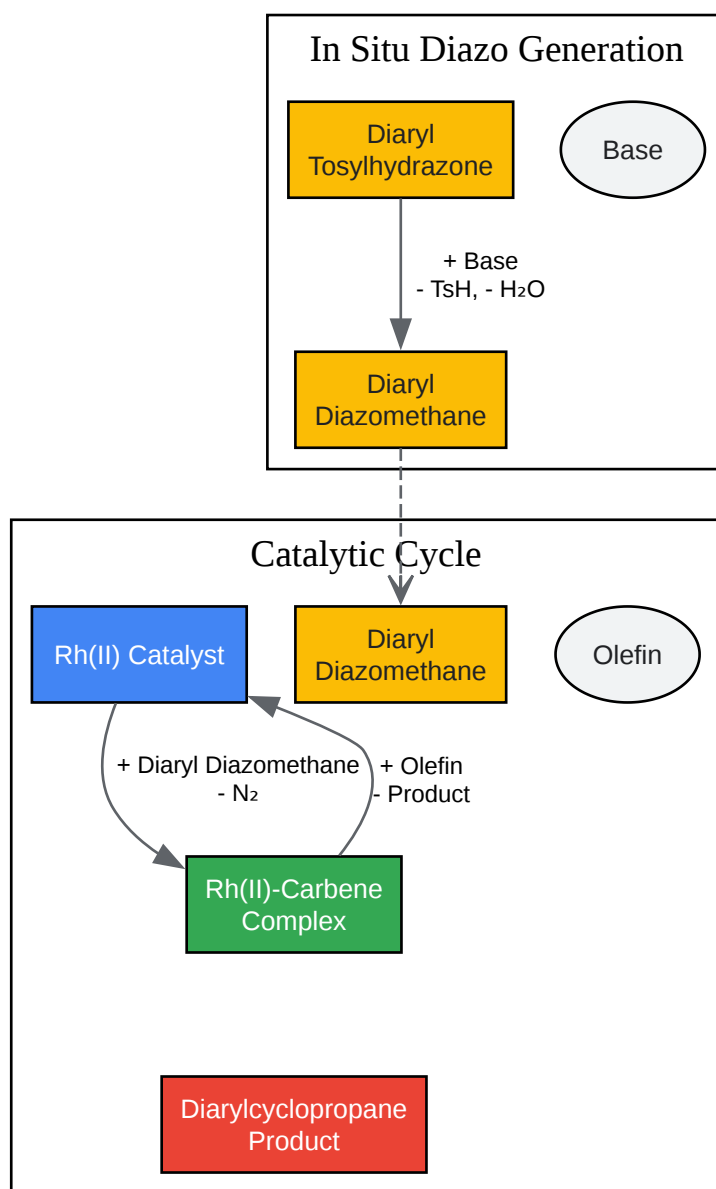 In Situ Diazo Generation
Diaryl
Tosylhydrazone
Base
+ Base
- TsH, - H₂O
Diaryl
Diazomethane
Catalytic Cycle
Rh(II) Catalyst
Diaryl
Diazomethane
Olefin
+ Diaryl Diazomethane
- N₂
+ Olefin
- Product
Rh(II)-Carbene
Complex
Diarylcyclopropane
Product